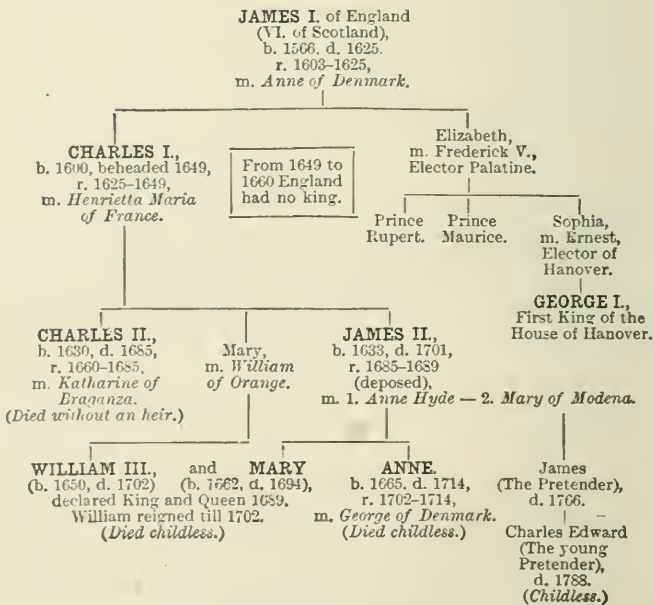 JAMES I. of England
(VI. of Scotland),
b. 1566, d. 1625.
r. 1603–1625,
m. Anne of Denmark.
CHARLES I.,
b. 1600, beheaded 1649,
r. 1625–1649,
m. Henrietta Maria
of France.
From 1649 to
1660 England
had no king.
Elizabeth,
m. Frederick V.,
Elector Palatine.
Prince
Rupert.
Prince
Maurice.
Sophia,
m. Ernest,
Elector of
Hanover.
GEORGE I.,
First King of the
House of Hanover.
CHARLES II.,
b. 1630, d. 1685,
r. 1660–1685,
m. Katharine of
Braganza.
(Died without an heir.)
Mary,
m. William
of Orange.
JAMES II.,
b. 1633, d. 1701,
r. 1685–1689
(deposed),
m. 1. Anne Hyde — 2. Mary of Modena.
WILLIAM III., and MARY
(b. 1650, d. 1702) (b. 1662, d. 1694),
declared King and Queen 1689.
William reigned till 1702.
(Died childless.)
ANNE.
b. 1665. d. 1714,
r. 1702–1714,
m. George of Denmark.
(Died childless.)
James
(The Pretender),
d. 1766.
Charles Edward
(The young
Pretender),
d. 1788.
(Childless.)